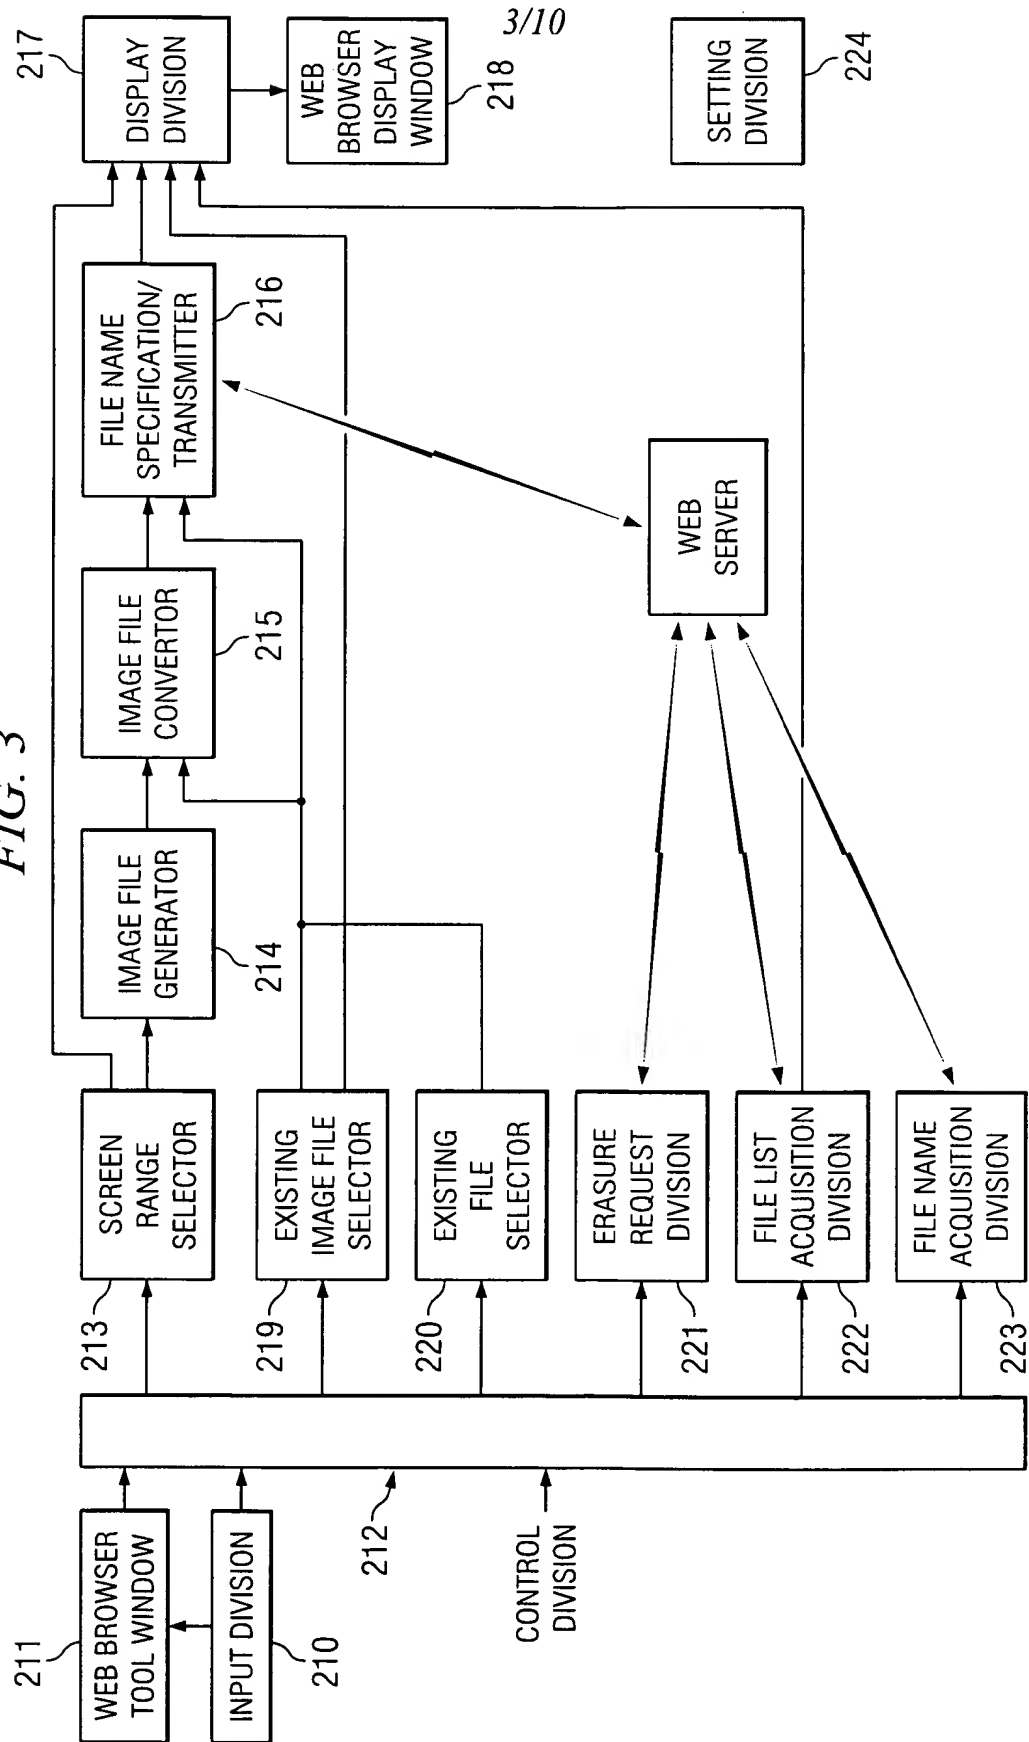 3/10
FIG. 3
211
WEB BROWSER
TOOL WINDOW
INPUT DIVISION
210
212
CONTROL
DIVISION
213
SCREEN
RANGE
SELECTOR
219
EXISTING
IMAGE FILE
SELECTOR
220
EXISTING
FILE
SELECTOR
221
ERASURE
REQUEST
DIVISION
222
FILE LIST
ACQUISITION
DIVISION
223
FILE NAME
ACQUISITION
DIVISION
IMAGE FILE
GENERATOR
214
IMAGE FILE
CONVERTOR
215
FILE NAME
SPECIFICATION/
TRANSMITTER
216
WEB
SERVER
217
DISPLAY
DIVISION
WEB
BROWSER
DISPLAY
WINDOW
218
SETTING
DIVISION
224